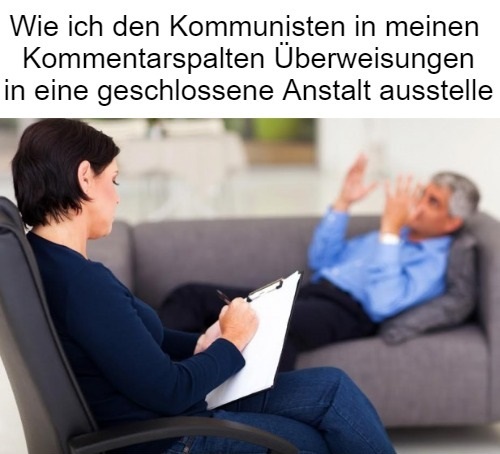 Wie ich den Kommunisten in meinen
Kommentarspalten Überweisungen
in eine geschlossene Anstalt ausstelle